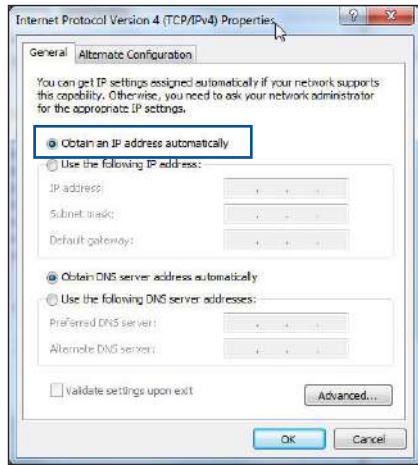 Internet Protocol Version 4 (TCP/IPv4) Properties
General Alternate Configuration
You can get IP settings assigned automatically if your network supports
this capability. Otherwise, you need to ask your network administrator
for the appropriate IP settings.
Obtain an IP address automatically
Use the following IP address:
IP address:
Subnet mask:
Default gateway:
Obtain DNS server address automatically
Use the following DNS server addresses:
Preferred DNS server:
Alternate DNS server:
Validate settings upon exit
Advanced...
OK Cancel